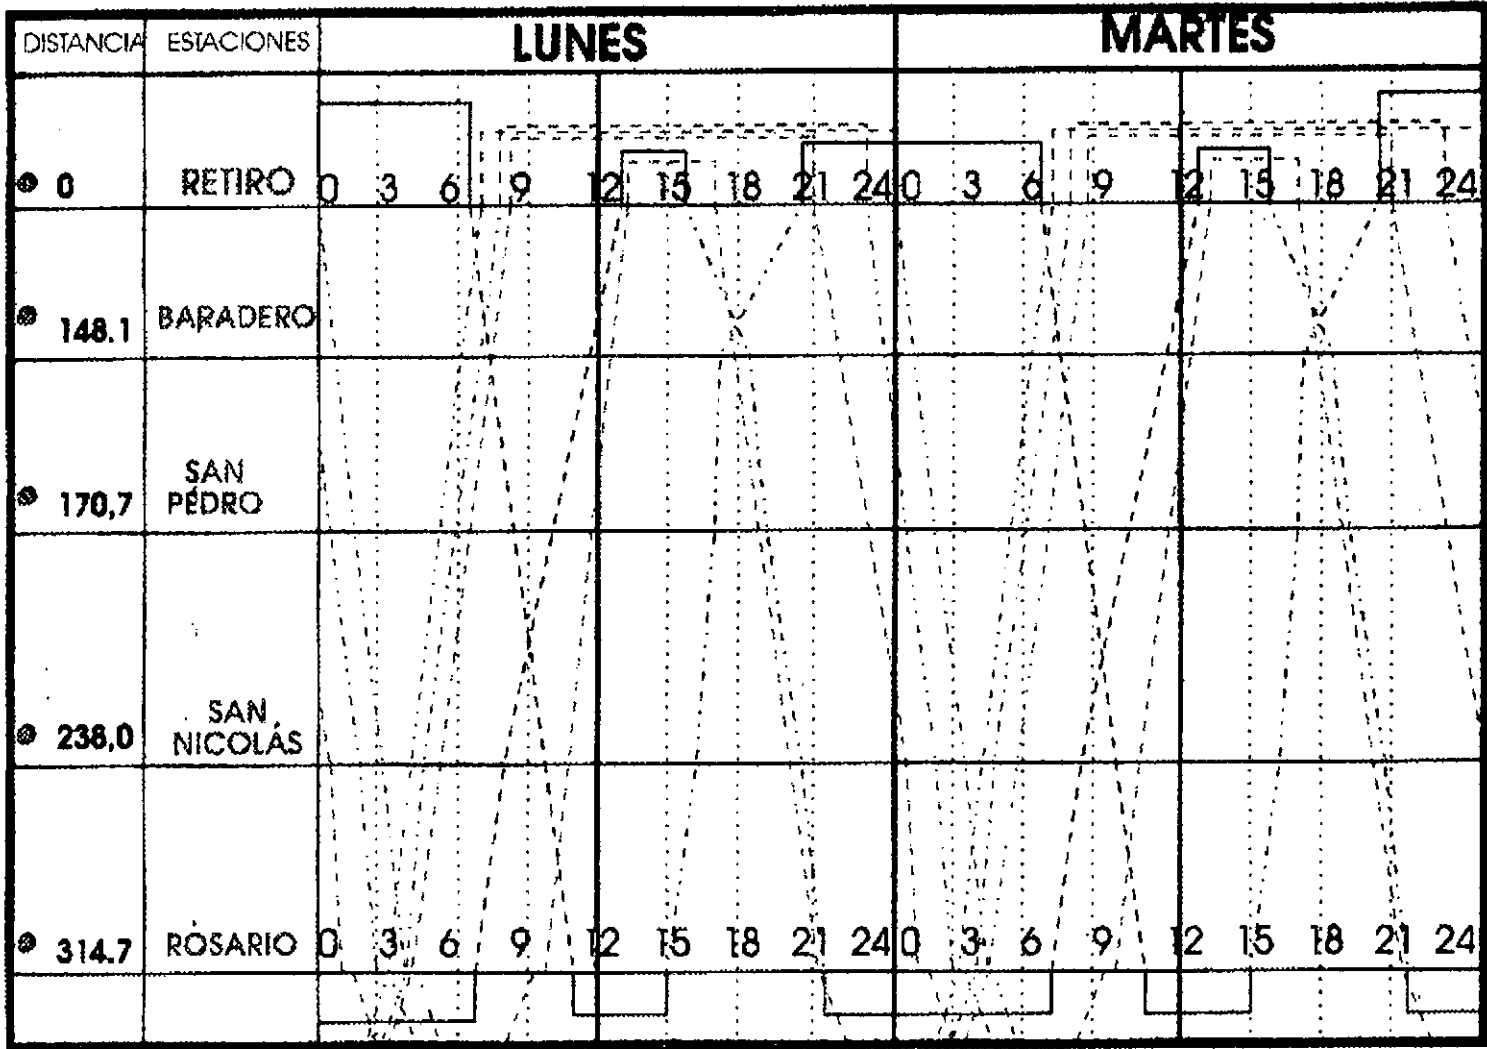 DISTANCIA ESTACIONES LUNES MARTES
0 RETIRO 0 3 6 9 12 15 18 21 24 0 3 6 9 12 15 18 21 24
148.1 BARADERO
170,7 SAN PEDRO
238,0 SAN NICOLÁS
314.7 ROSARIO 0 3 6 9 12 15 18 21 24 0 3 6 9 12 15 18 21 24